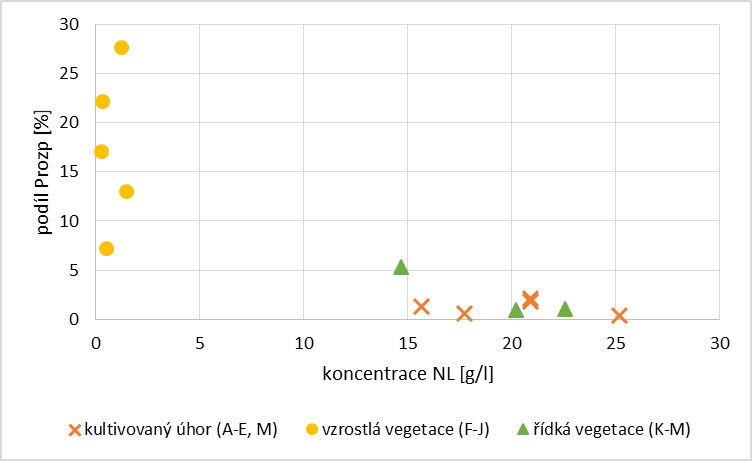 30
25
20
15
10
5
0
podíl Prozp [%]
0 5 10 15 20 25 30
koncentrace NL [g/l]
kultivovaný úhor (A-E, M) vzrostlá vegetace (F-J) řídká vegetace (K-M)